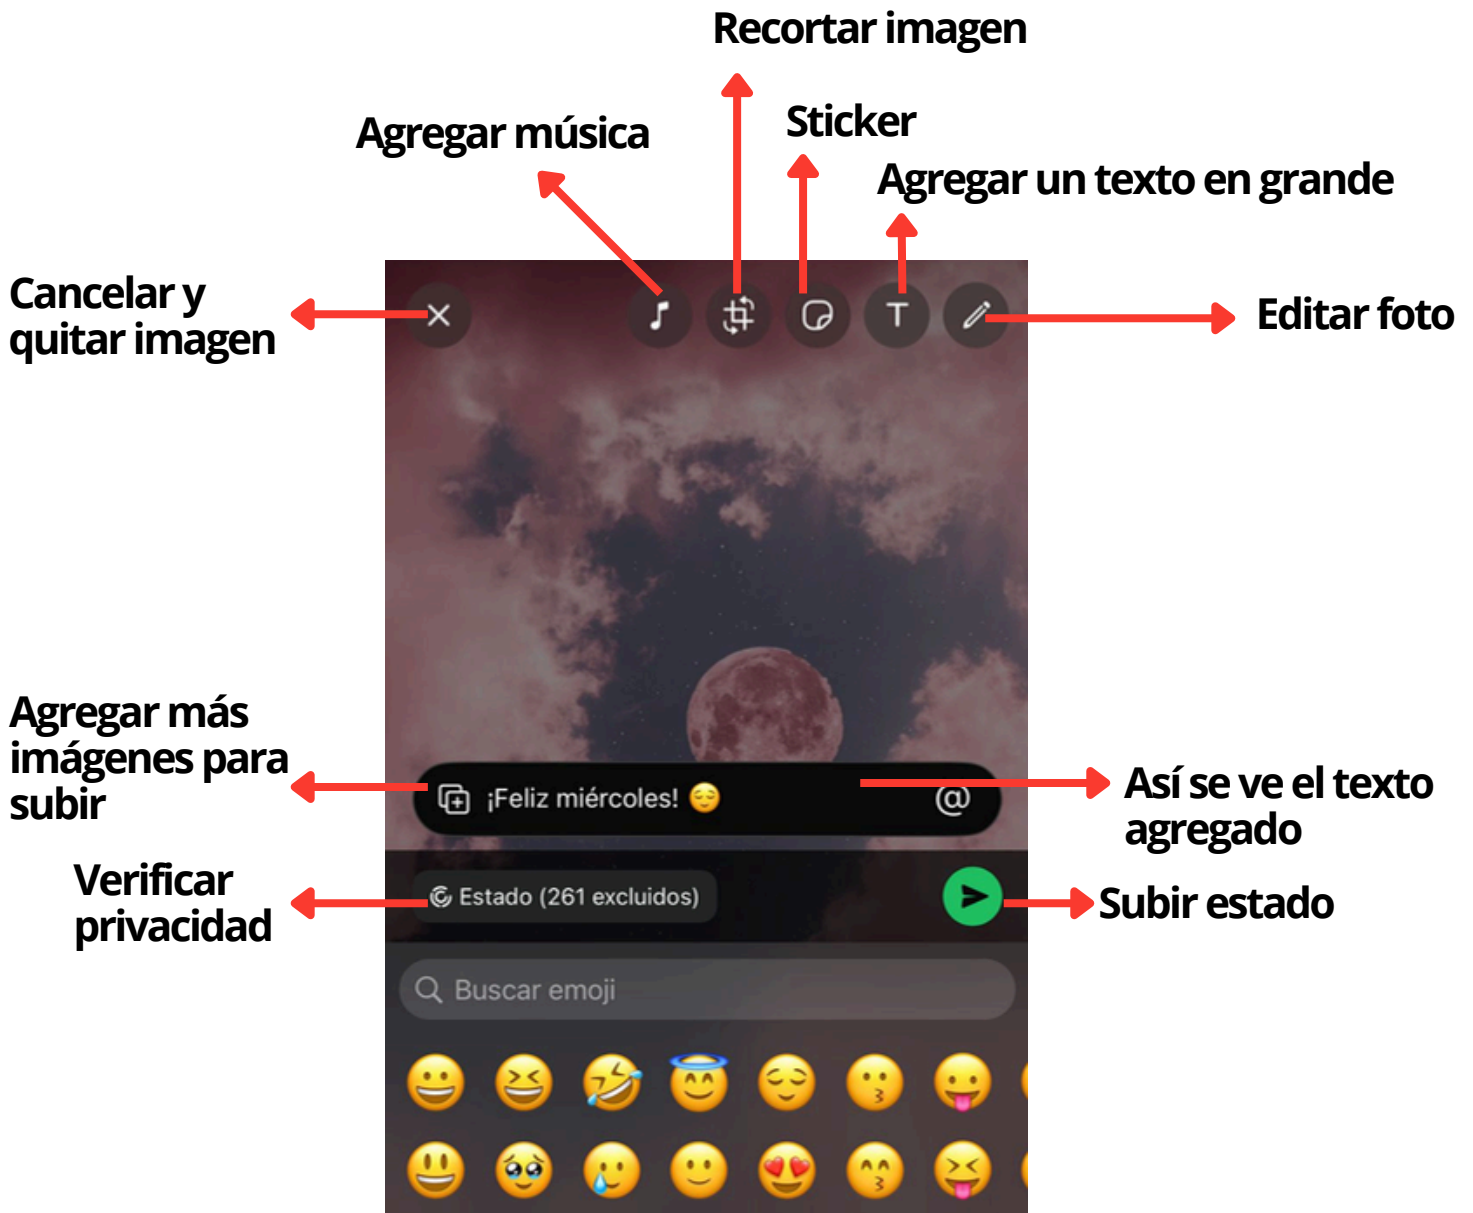 Recortar imagen
Agregar música
Sticker
Agregar un texto en grande
Cancelar y
quitar imagen
T
Editar foto
Agregar más
imágenes para
subir
¡Feliz miércoles! 😌
@
Así se ve el texto
agregado
Verificar
privacidad
Estado (261 excluidos)
Subir estado
Buscar emoji